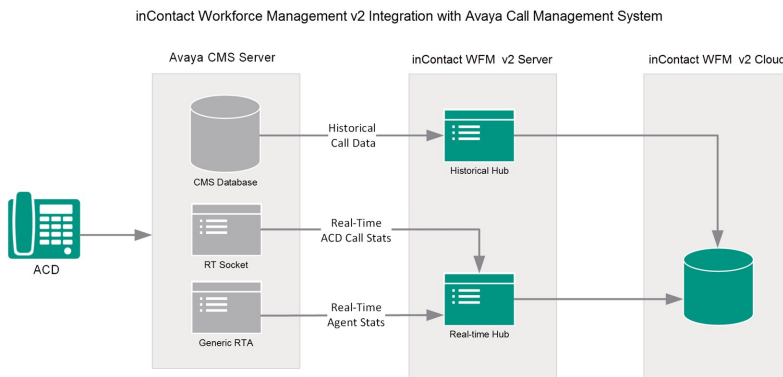 inContact Workforce Management v2 Integration with Avaya Call Management System
Avaya CMS Server
inContact WFM v2 Server
inContact WFM v2 Cloud
Historical
Call Data
CMS Database
Historical Hub
Real-Time
ACD Call Stats
ACD
RT Socket
Real-Time
Agent Stats
Generic RTA
Real-time Hub